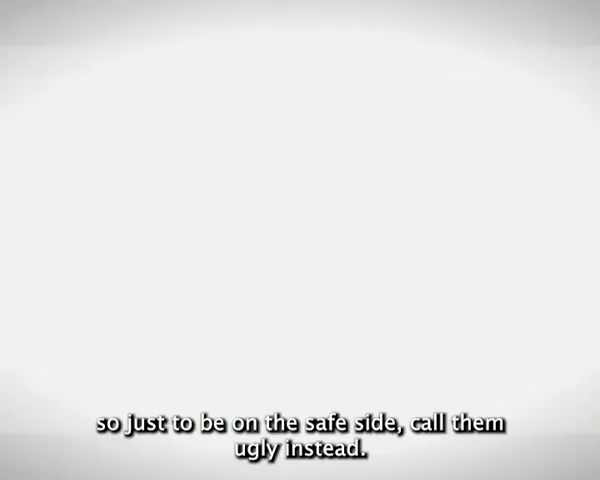 so just to be on the safe side, call them
ugly instead.